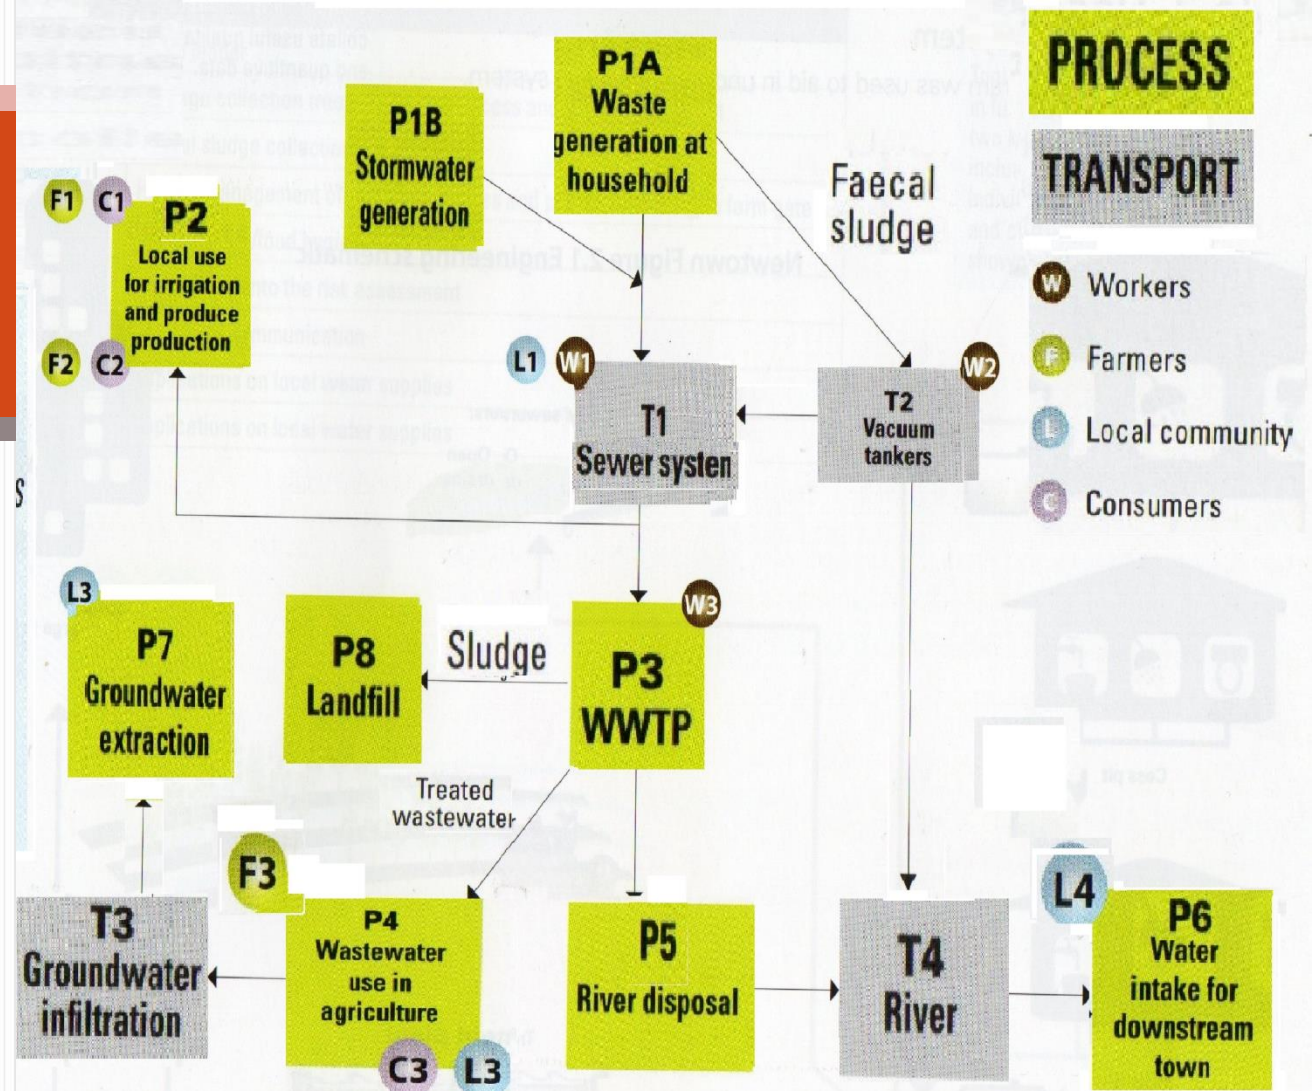 P1A
Waste
generation at
household
P1B
Stormwater
generation
PROCESS
TRANSPORT
Faecal
sludge
F1
C1
P2
Local use
for irrigation
and produce
production
F2
C2
W
Workers
F
Farmers
L
Local community
C
Consumers
L1
W1
T1
Sewer systen
W2
T2
Vacuum
tankers
s
L3
P7
Groundwater
extraction
P8
Landfill
Sludge
W3
P3
WWTP
Treated
wastewater
F3
T3
Groundwater
infiltration
P4
Wastewater
use in
agriculture
C3
L3
P5
River disposal
T4
River
L4
P6
Water
intake for
downstream
town